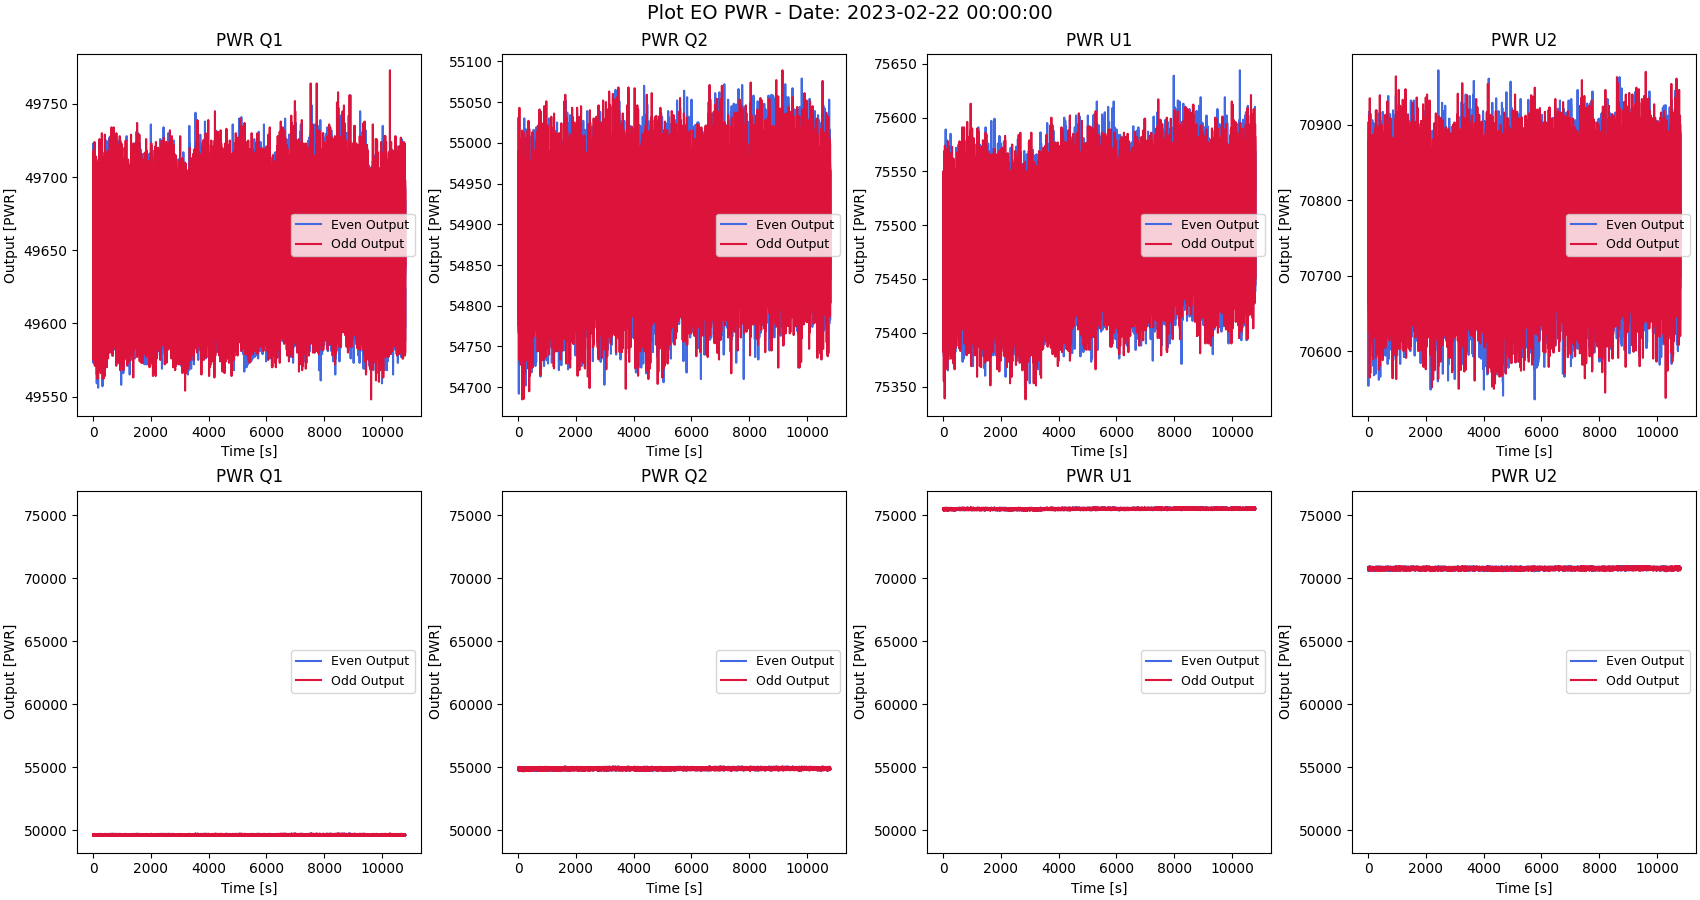 Plot EO PWR - Date: 2023-02-22 00:00:00
PWR Q1
Output [PWR]
49750
49700
49650
49600
49550
Even Output
Odd Output
0 2000 4000 6000 8000 10000
Time [s]
PWR Q2
Output [PWR]
55100
55050
55000
54950
54900
54850
54800
54750
54700
Even Output
Odd Output
0 2000 4000 6000 8000 10000
Time [s]
PWR U1
Output [PWR]
75650
75600
75550
75500
75450
75400
75350
Even Output
Odd Output
0 2000 4000 6000 8000 10000
Time [s]
PWR U2
Output [PWR]
70900
70800
70700
70600
Even Output
Odd Output
0 2000 4000 6000 8000 10000
Time [s]
PWR Q1
Output [PWR]
75000
70000
65000
60000
55000
50000
Even Output
Odd Output
0 2000 4000 6000 8000 10000
Time [s]
PWR Q2
Output [PWR]
75000
70000
65000
60000
55000
50000
Even Output
Odd Output
0 2000 4000 6000 8000 10000
Time [s]
PWR U1
Output [PWR]
75000
70000
65000
60000
55000
50000
Even Output
Odd Output
0 2000 4000 6000 8000 10000
Time [s]
PWR U2
Output [PWR]
75000
70000
65000
60000
55000
50000
Even Output
Odd Output
0 2000 4000 6000 8000 10000
Time [s]